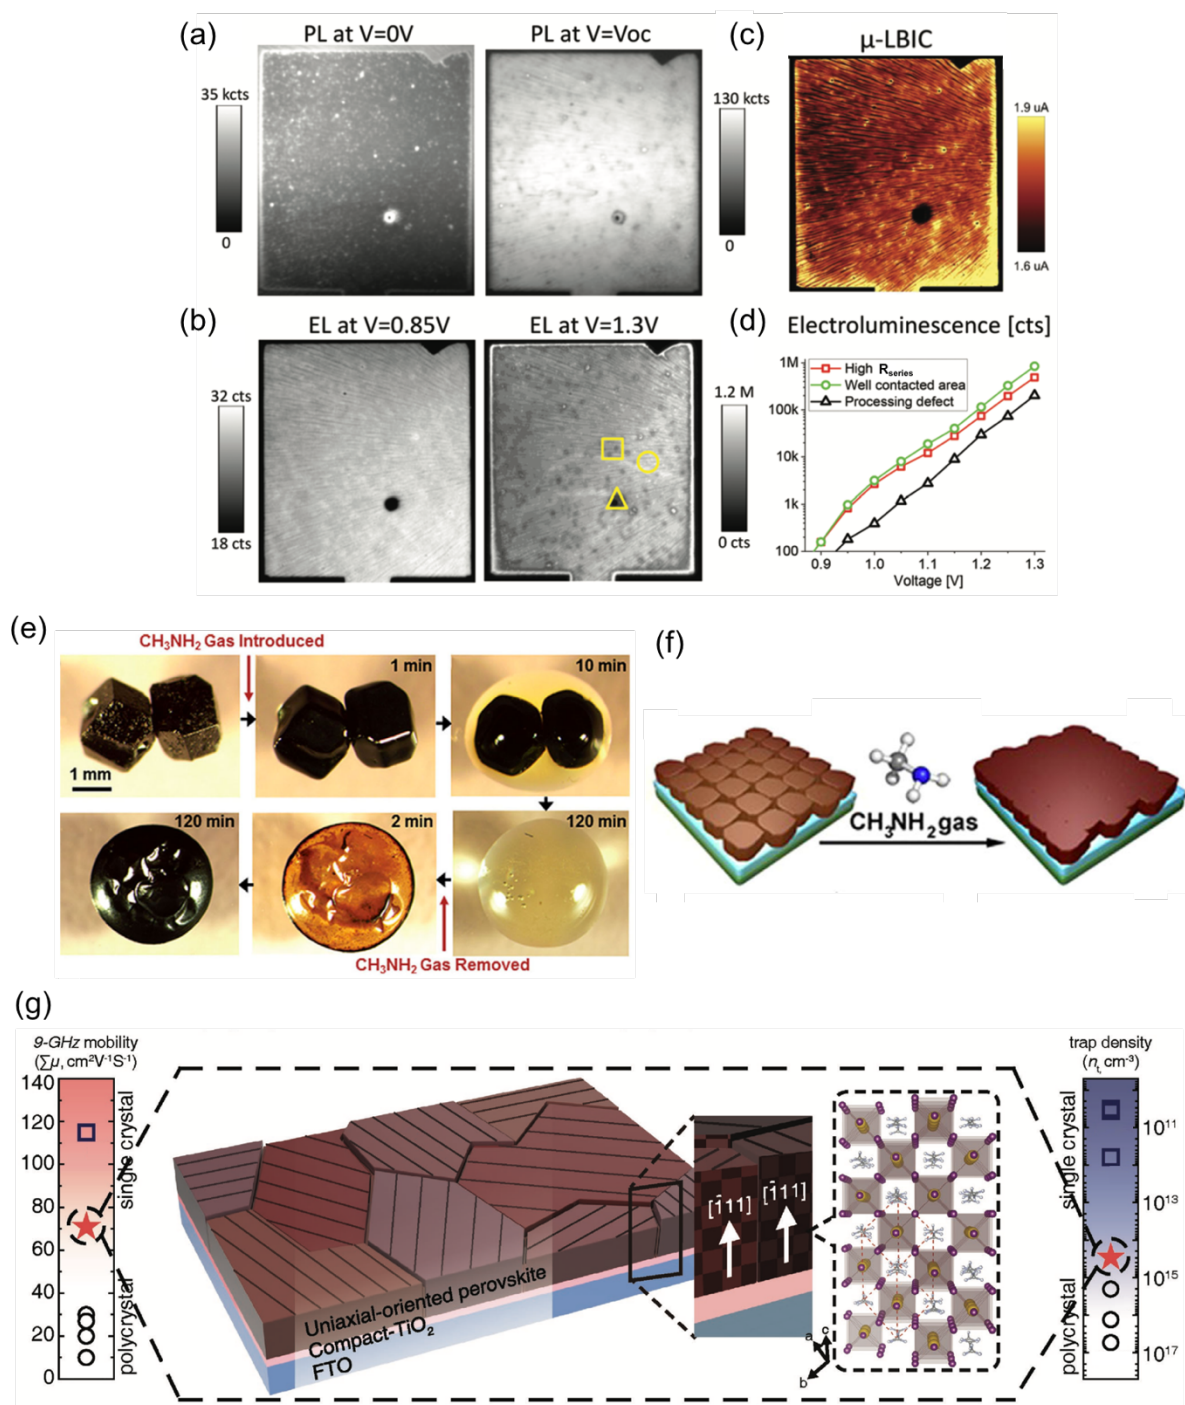 (a)
PL at V=0V
PL at V=Voc
35 kcts
0
130 kcts
0
(c)
μ-LBIC
1.9 uA
1.6 uA
(b)
EL at V=0.85V
EL at V=1.3V
32 cts
18 cts
1.2 M
0 cts
(d)
Electroluminescence [cts]
1M
100k
10k
1k
100
High Rseries
Well contacted area
Processing defect
0.9 1.0 1.1 1.2 1.3
Voltage [V]
(e)
CH₃NH₂ Gas Introduced
1 mm
1 min
10 min
120 min
2 min
120 min
CH₃NH₂ Gas Removed
(f)
CH₃NH₂ gas
(g)
9-GHz mobility
(∑μ, cm²V⁻¹S⁻¹)
140
120
100
80
60
40
20
0
single crystal
polycrystal
Uniaxial-oriented perovskite
Compact-TiO₂
FTO
[1̄11]
[1̄11]
a
c
b
trap density
(nt, cm⁻³)
10¹¹
10¹³
10¹⁵
10¹⁷
single crystal
polycrystal